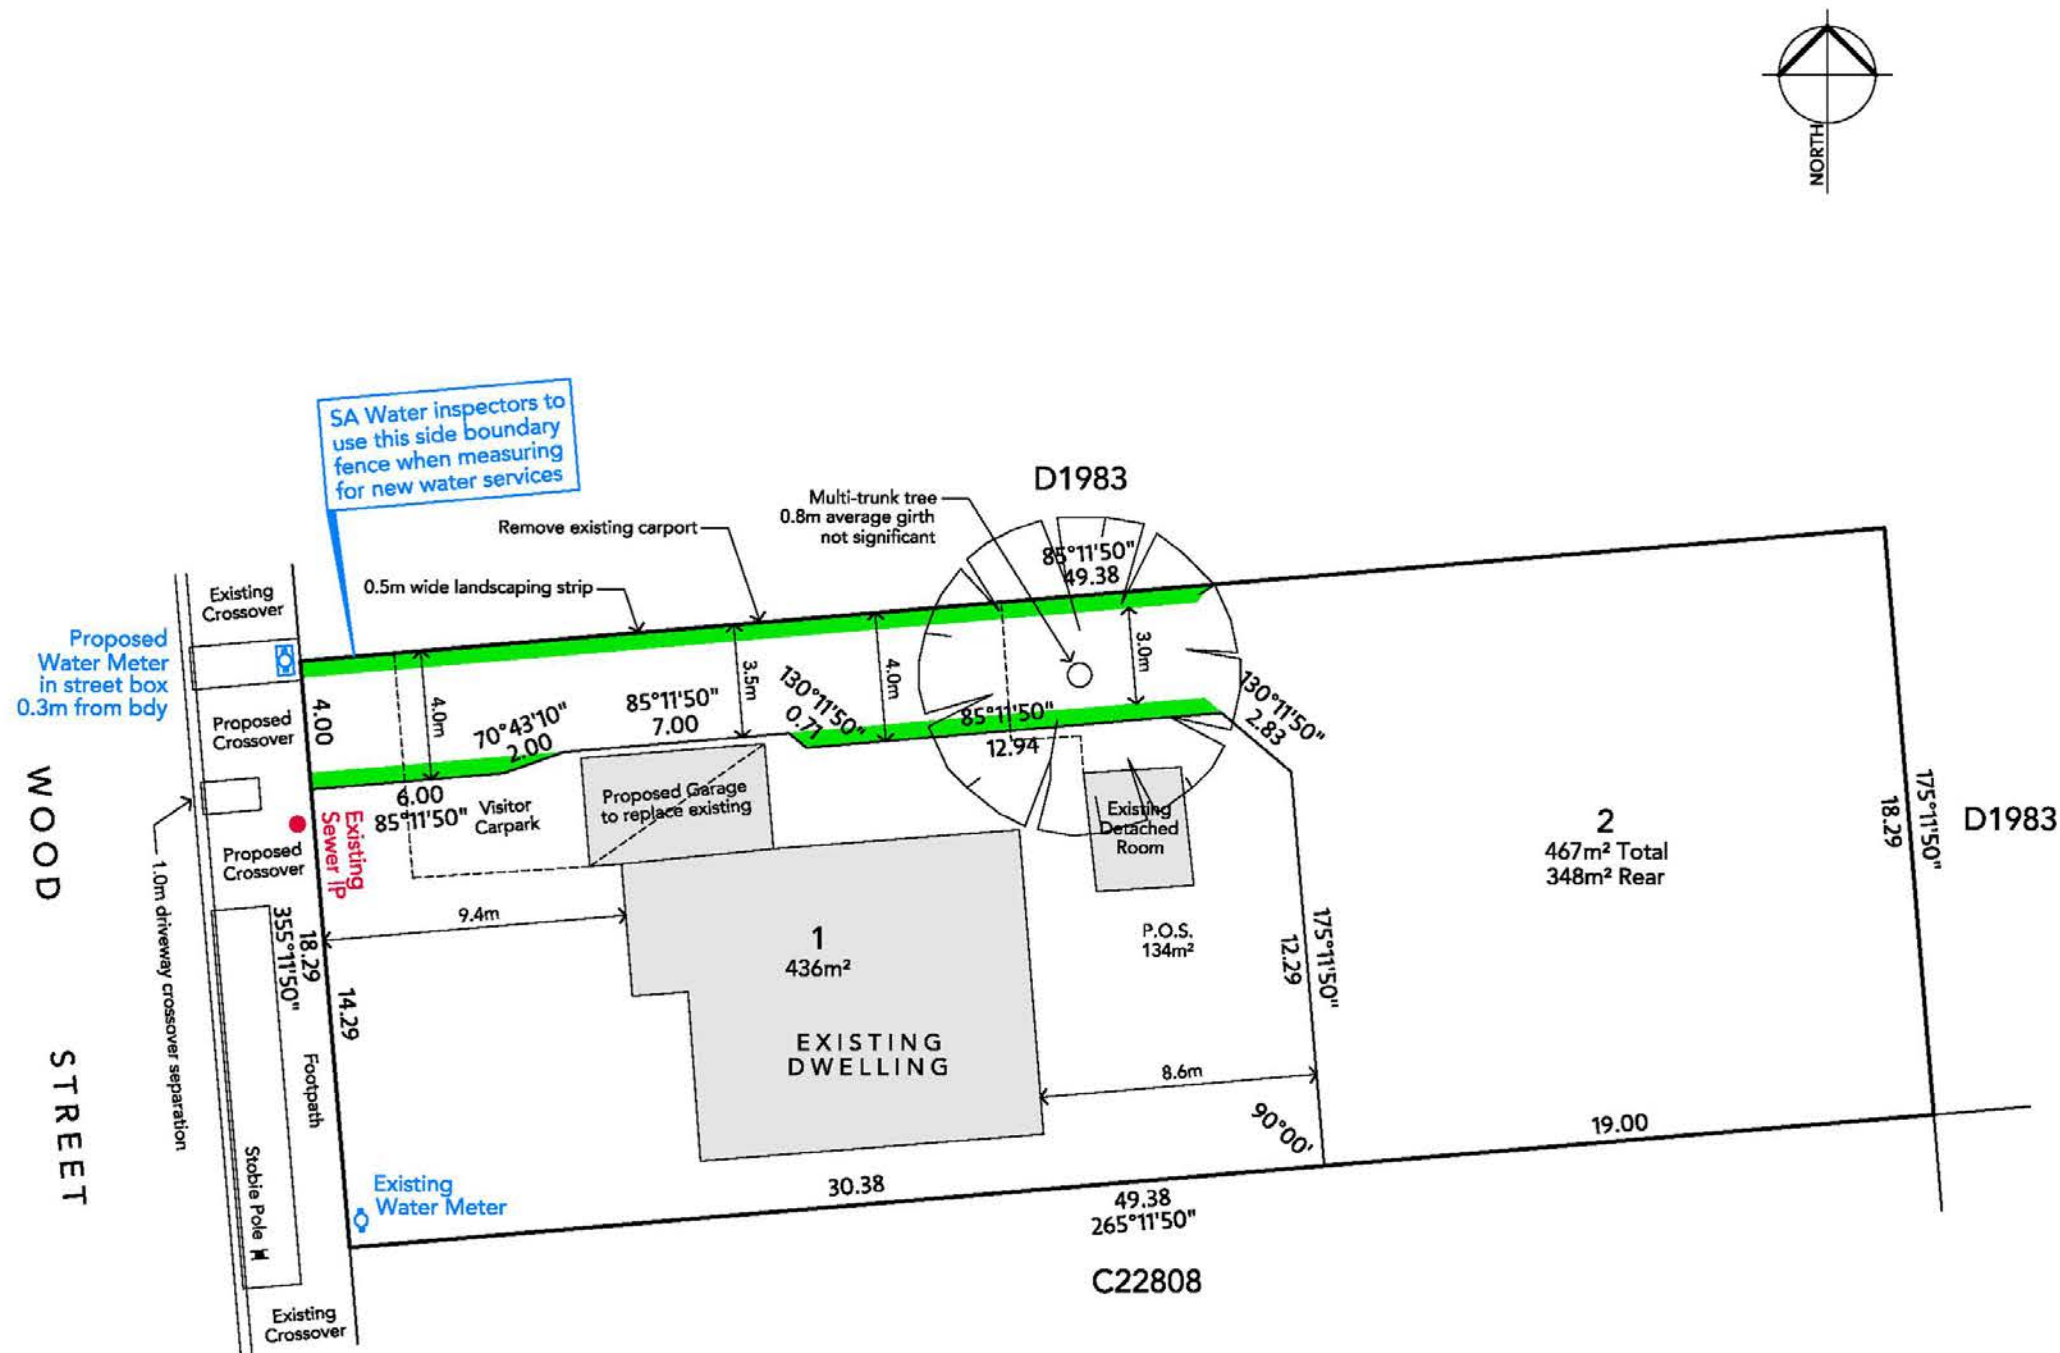 NORTH
SA Water inspectors to
use this side boundary
fence when measuring
for new water services
D1983
Multi-trunk tree
0.8m average girth
not significant
Remove existing carport
0.5m wide landscaping strip
85°11'50"
49.38
Existing
Crossover
Proposed
Water Meter
in street box
0.3m from bdy
Proposed
Crossover
4.00
4.0m
70°43'10"
2.00
85°11'50"
7.00
3.5m
130°11'50"
0.71
4.0m
85°11'50"
12.94
3.0m
130°11'50"
2.83
6.00
85°11'50"
Visitor
Carpark
Proposed Garage
to replace existing
Existing
Detached
Room
2
467m² Total
348m² Rear
175°11'50"
18.29
D1983
WOOD
STREET
1.0m driveway crossover separation
Proposed
Crossover
Existing
Sewer IP
9.4m
18.29
355°11'50"
14.29
Footpath
Stobie Pole
1
436m²
EXISTING
DWELLING
P.O.S.
134m²
175°11'50"
12.29
8.6m
90°00'
19.00
Existing
Water Meter
30.38
49.38
265°11'50"
C22808
Existing
Crossover